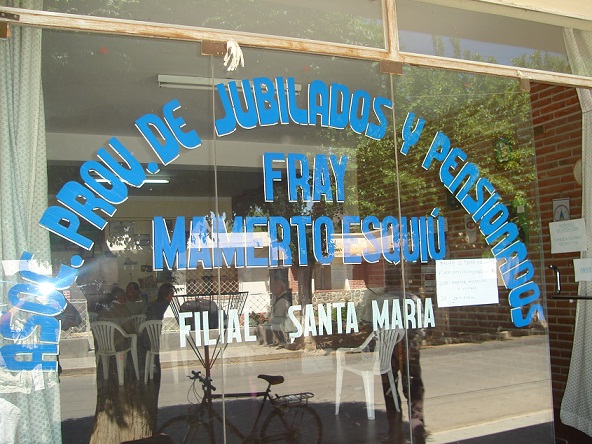 ASOC. PROV. DE JUBILADOS Y PENSIONADOS
FRAY
MAMERTO ESQUIÚ
FILIAL SANTA MARIA